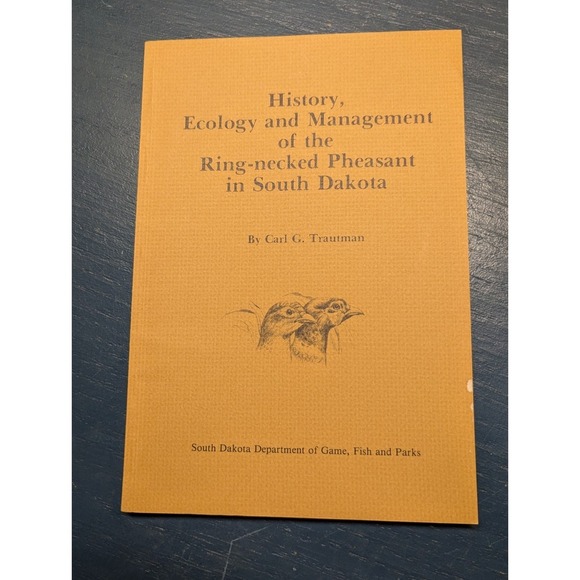 History,
Ecology and Management
of the
Ring-necked Pheasant
in South Dakota
By Carl G. Trautman
South Dakota Department of Game, Fish and Parks